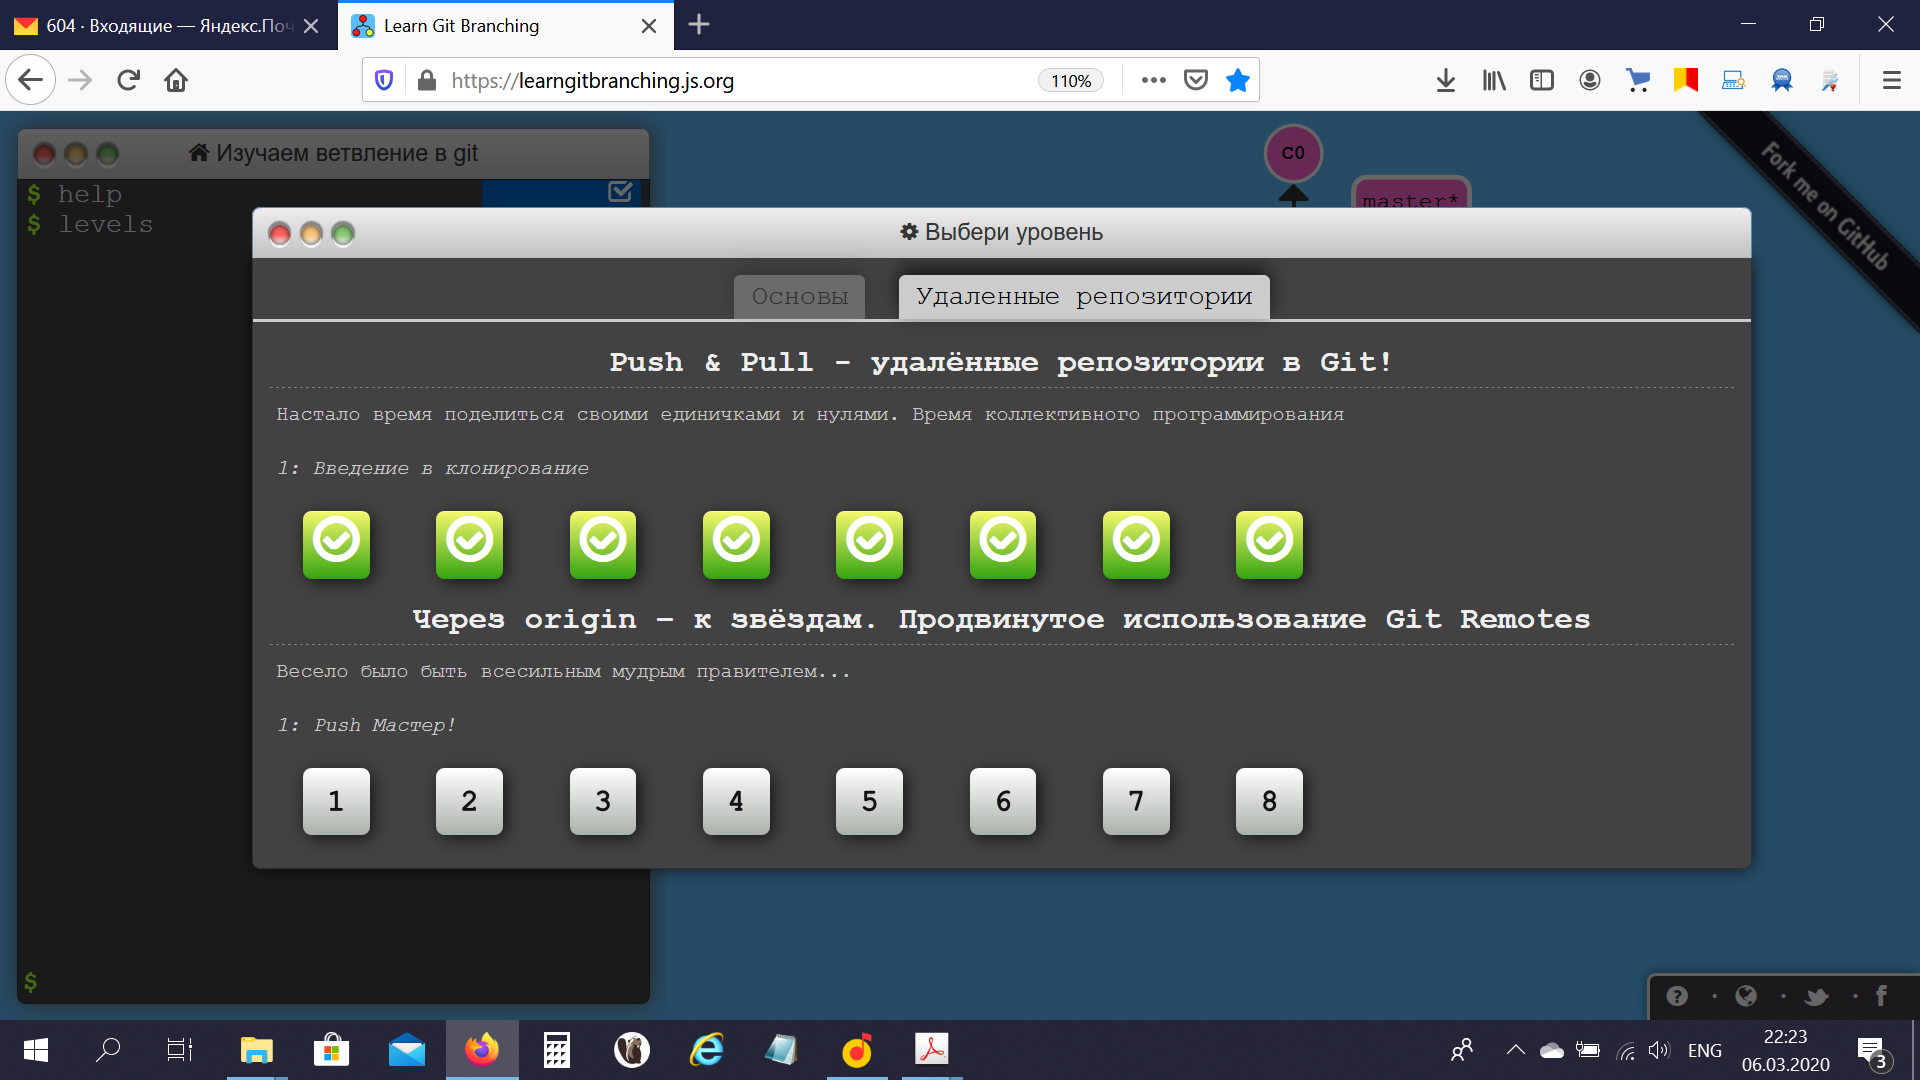 604 · Входящие — Яндекс.Поч
Learn Git Branching
https://learngitbranching.js.org
110%
Изучаем ветвление в git
$ help
$ levels
C0
master*
Fork me on GitHub
Выбери уровень
Основы
Удаленные репозитории
Push & Pull - удалённые репозитории в Git!
Настало время поделиться своими единичками и нулями. Время коллективного программирования
1: Введение в клонирование
Через origin – к звёздам. Продвинутое использование Git Remotes
Весело было быть всесильным мудрым правителем...
1: Push Мастер!
1 2 3 4 5 6 7 8
$
ENG
22:23
06.03.2020
3